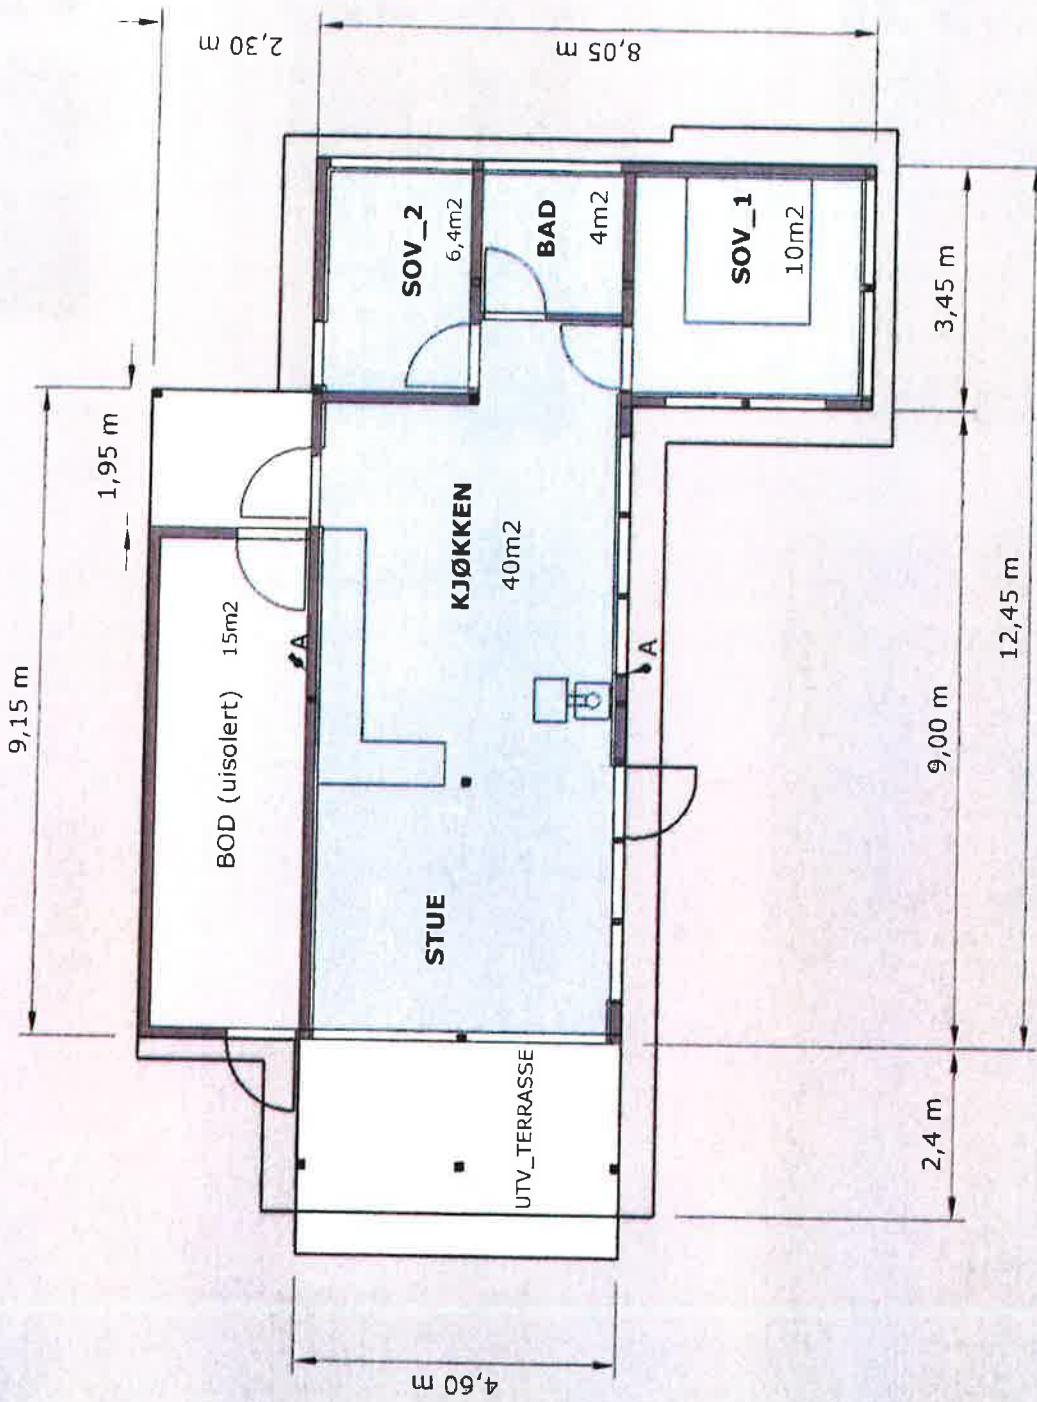 9,15 m
1,95 m
2,30 m
8,05 m
BOD (uisolert) 15m2
A
SOV_2
6,4m2
BAD
4m2
SOV_1
10m2
KJØKKEN
40m2
STUE
A
UTV_TERRASSE
3,45 m
9,00 m
12,45 m
2,4 m
4,60 m